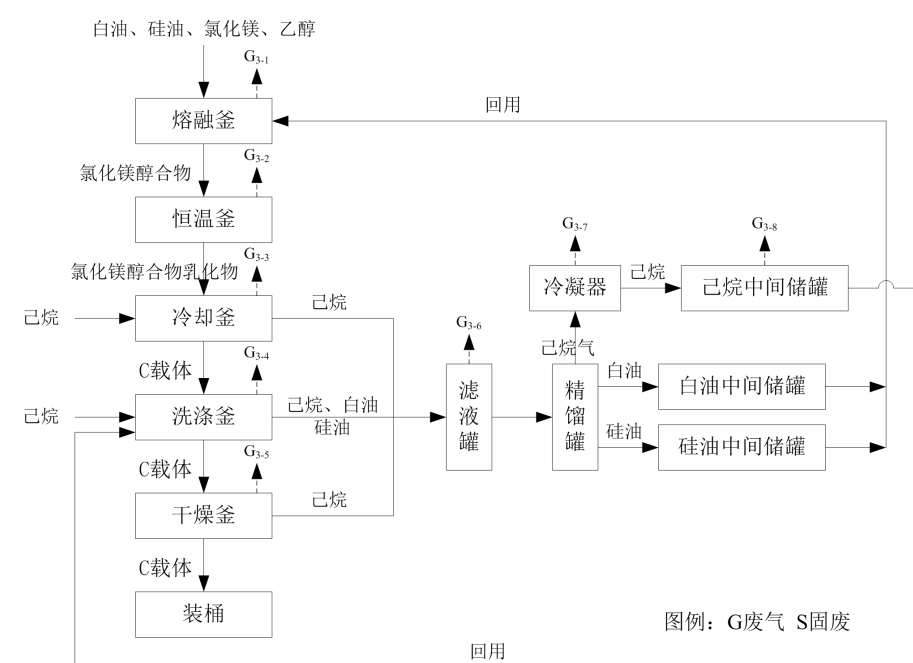 白油、硅油、氯化镁、乙醇
G3-1
熔融釜
回用
氯化镁醇合物
G3-2
恒温釜
氯化镁醇合物乳化物
G3-3
己烷
冷却釜
己烷
C载体
G3-4
己烷
洗涤釜
己烷、白油
硅油
C载体
G3-5
干燥釜
己烷
C载体
装桶
G3-6
滤液罐
精馏罐
己烷气
G3-7
冷凝器
己烷
G3-8
己烷中间储罐
白油
白油中间储罐
硅油
硅油中间储罐
图例：G废气 S固废
回用